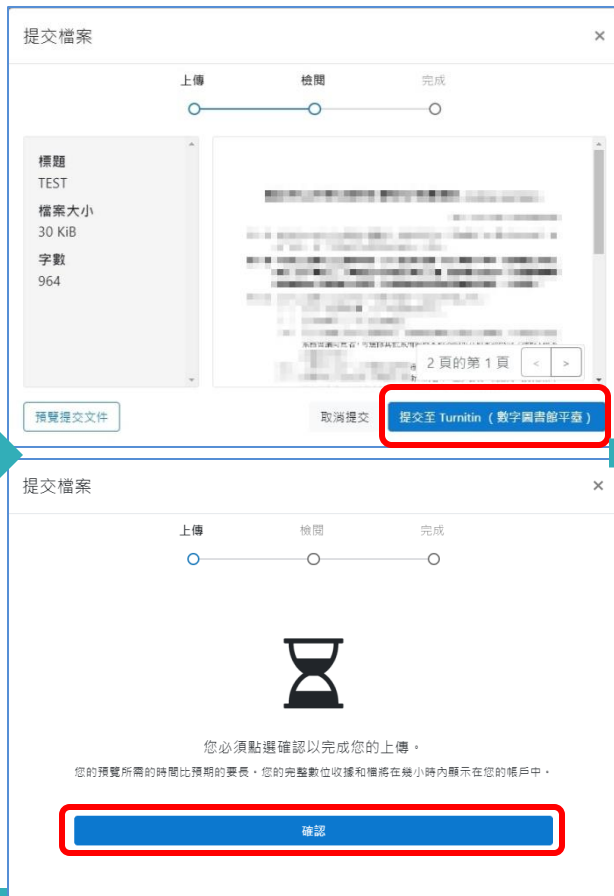 提交檔案 ×
上傳 檢閱 完成
標題
TEST
檔案大小
30 KiB
字數
964
2 頁的第 1 頁 < >
預覽提交文件 取消提交 提交至 Turnitin （數字圖書館平臺）
提交檔案 ×
上傳 檢閱 完成
您必須點選確認以完成您的上傳。
您的預覽所需的時間比預期的要長。您的完整數位收據和檔將在幾小時內顯示在您的帳戶中。
確認